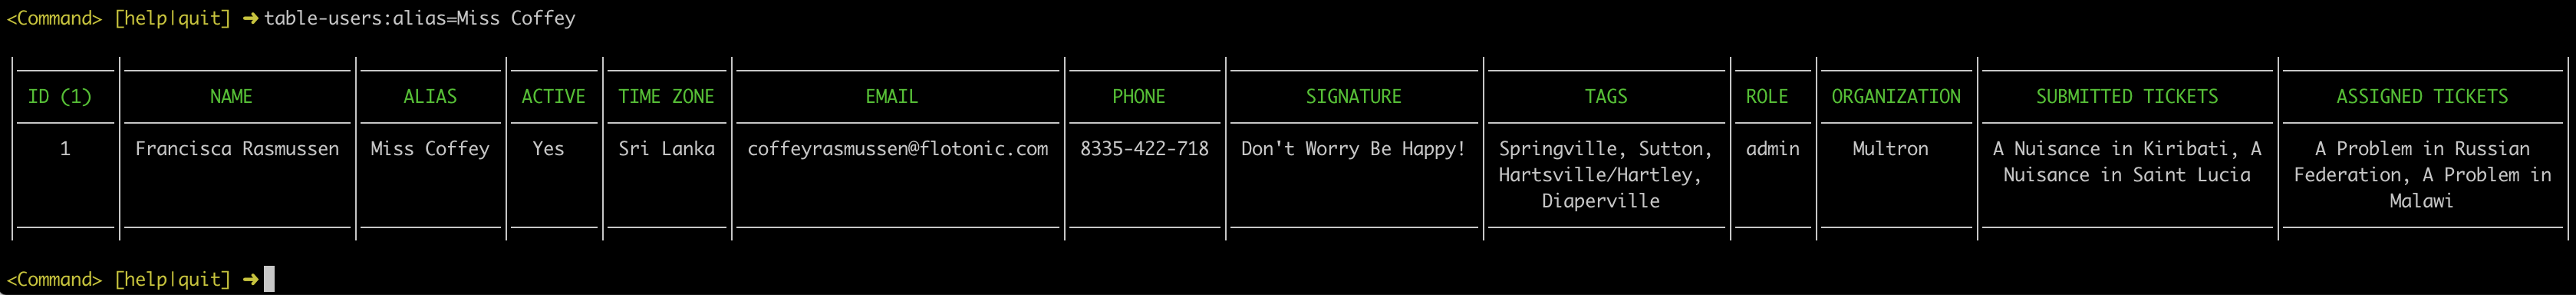 <Command> [help|quit] ➜ table-users:alias=Miss Coffey
ID (1) NAME ALIAS ACTIVE TIME ZONE EMAIL PHONE SIGNATURE TAGS ROLE ORGANIZATION SUBMITTED TICKETS ASSIGNED TICKETS
1 Francisca Rasmussen Miss Coffey Yes Sri Lanka coffeyrasmussen@flotonic.com 8335-422-718 Don't Worry Be Happy! Springville, Sutton, admin Multron A Nuisance in Kiribati, A A Problem in Russian
Hartsville/Hartley, Nuisance in Saint Lucia Federation, A Problem in
Diaperville Malawi
<Command> [help|quit] ➜